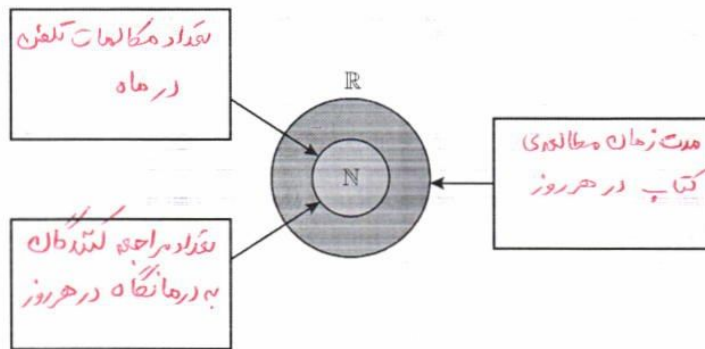 تعداد مکالمات تلفن
در ماه
ℝ
ℕ
مدت زمان مطالعه‌ی
کتاب در هر روز
تعداد مراجعه کنندگان
به درمانگاه در هر روز